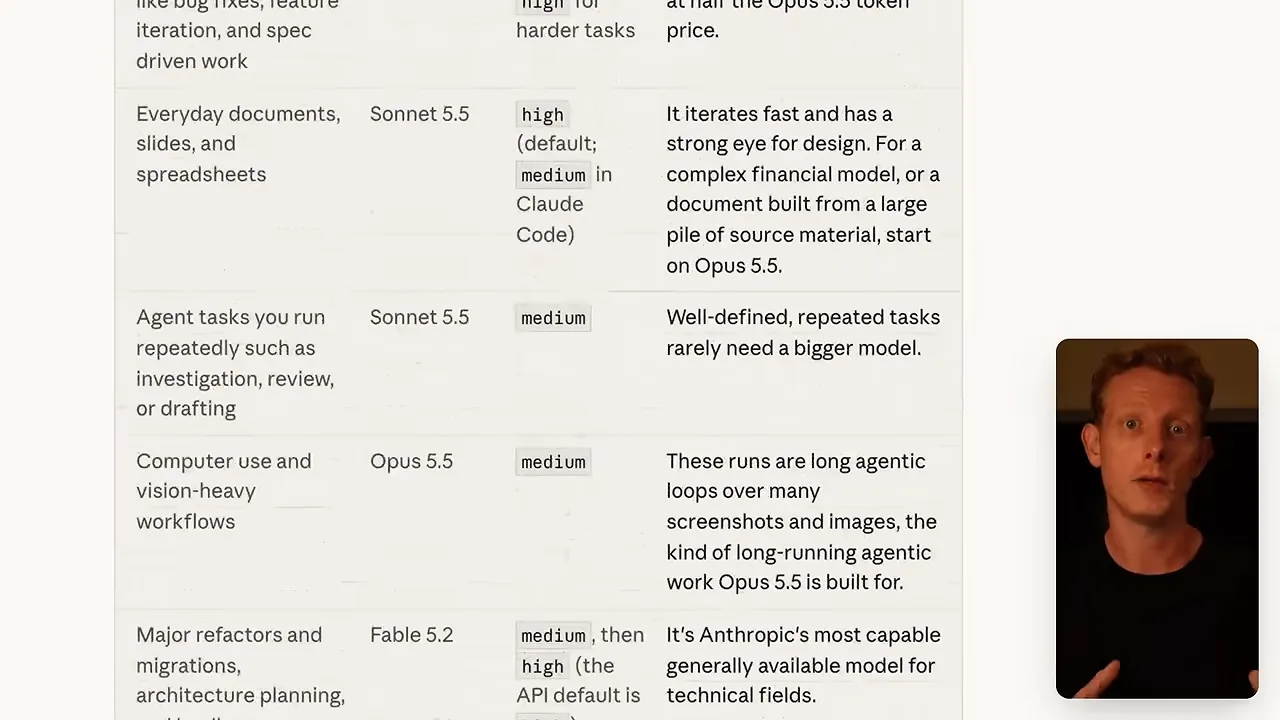 like bug fixes, feature
iteration, and spec
driven work
high for
harder tasks
at half the Opus 5.5 token
price.
Everyday documents,
slides, and
spreadsheets
Sonnet 5.5
high
(default;
medium in
Claude
Code)
It iterates fast and has a
strong eye for design. For a
complex financial model, or a
document built from a large
pile of source material, start
on Opus 5.5.
Agent tasks you run
repeatedly such as
investigation, review,
or drafting
Sonnet 5.5
medium
Well-defined, repeated tasks
rarely need a bigger model.
Computer use and
vision-heavy
workflows
Opus 5.5
medium
These runs are long agentic
loops over many
screenshots and images, the
kind of long-running agentic
work Opus 5.5 is built for.
Major refactors and
migrations,
architecture planning,
Fable 5.2
medium, then
high (the
API default is
It's Anthropic's most capable
generally available model for
technical fields.